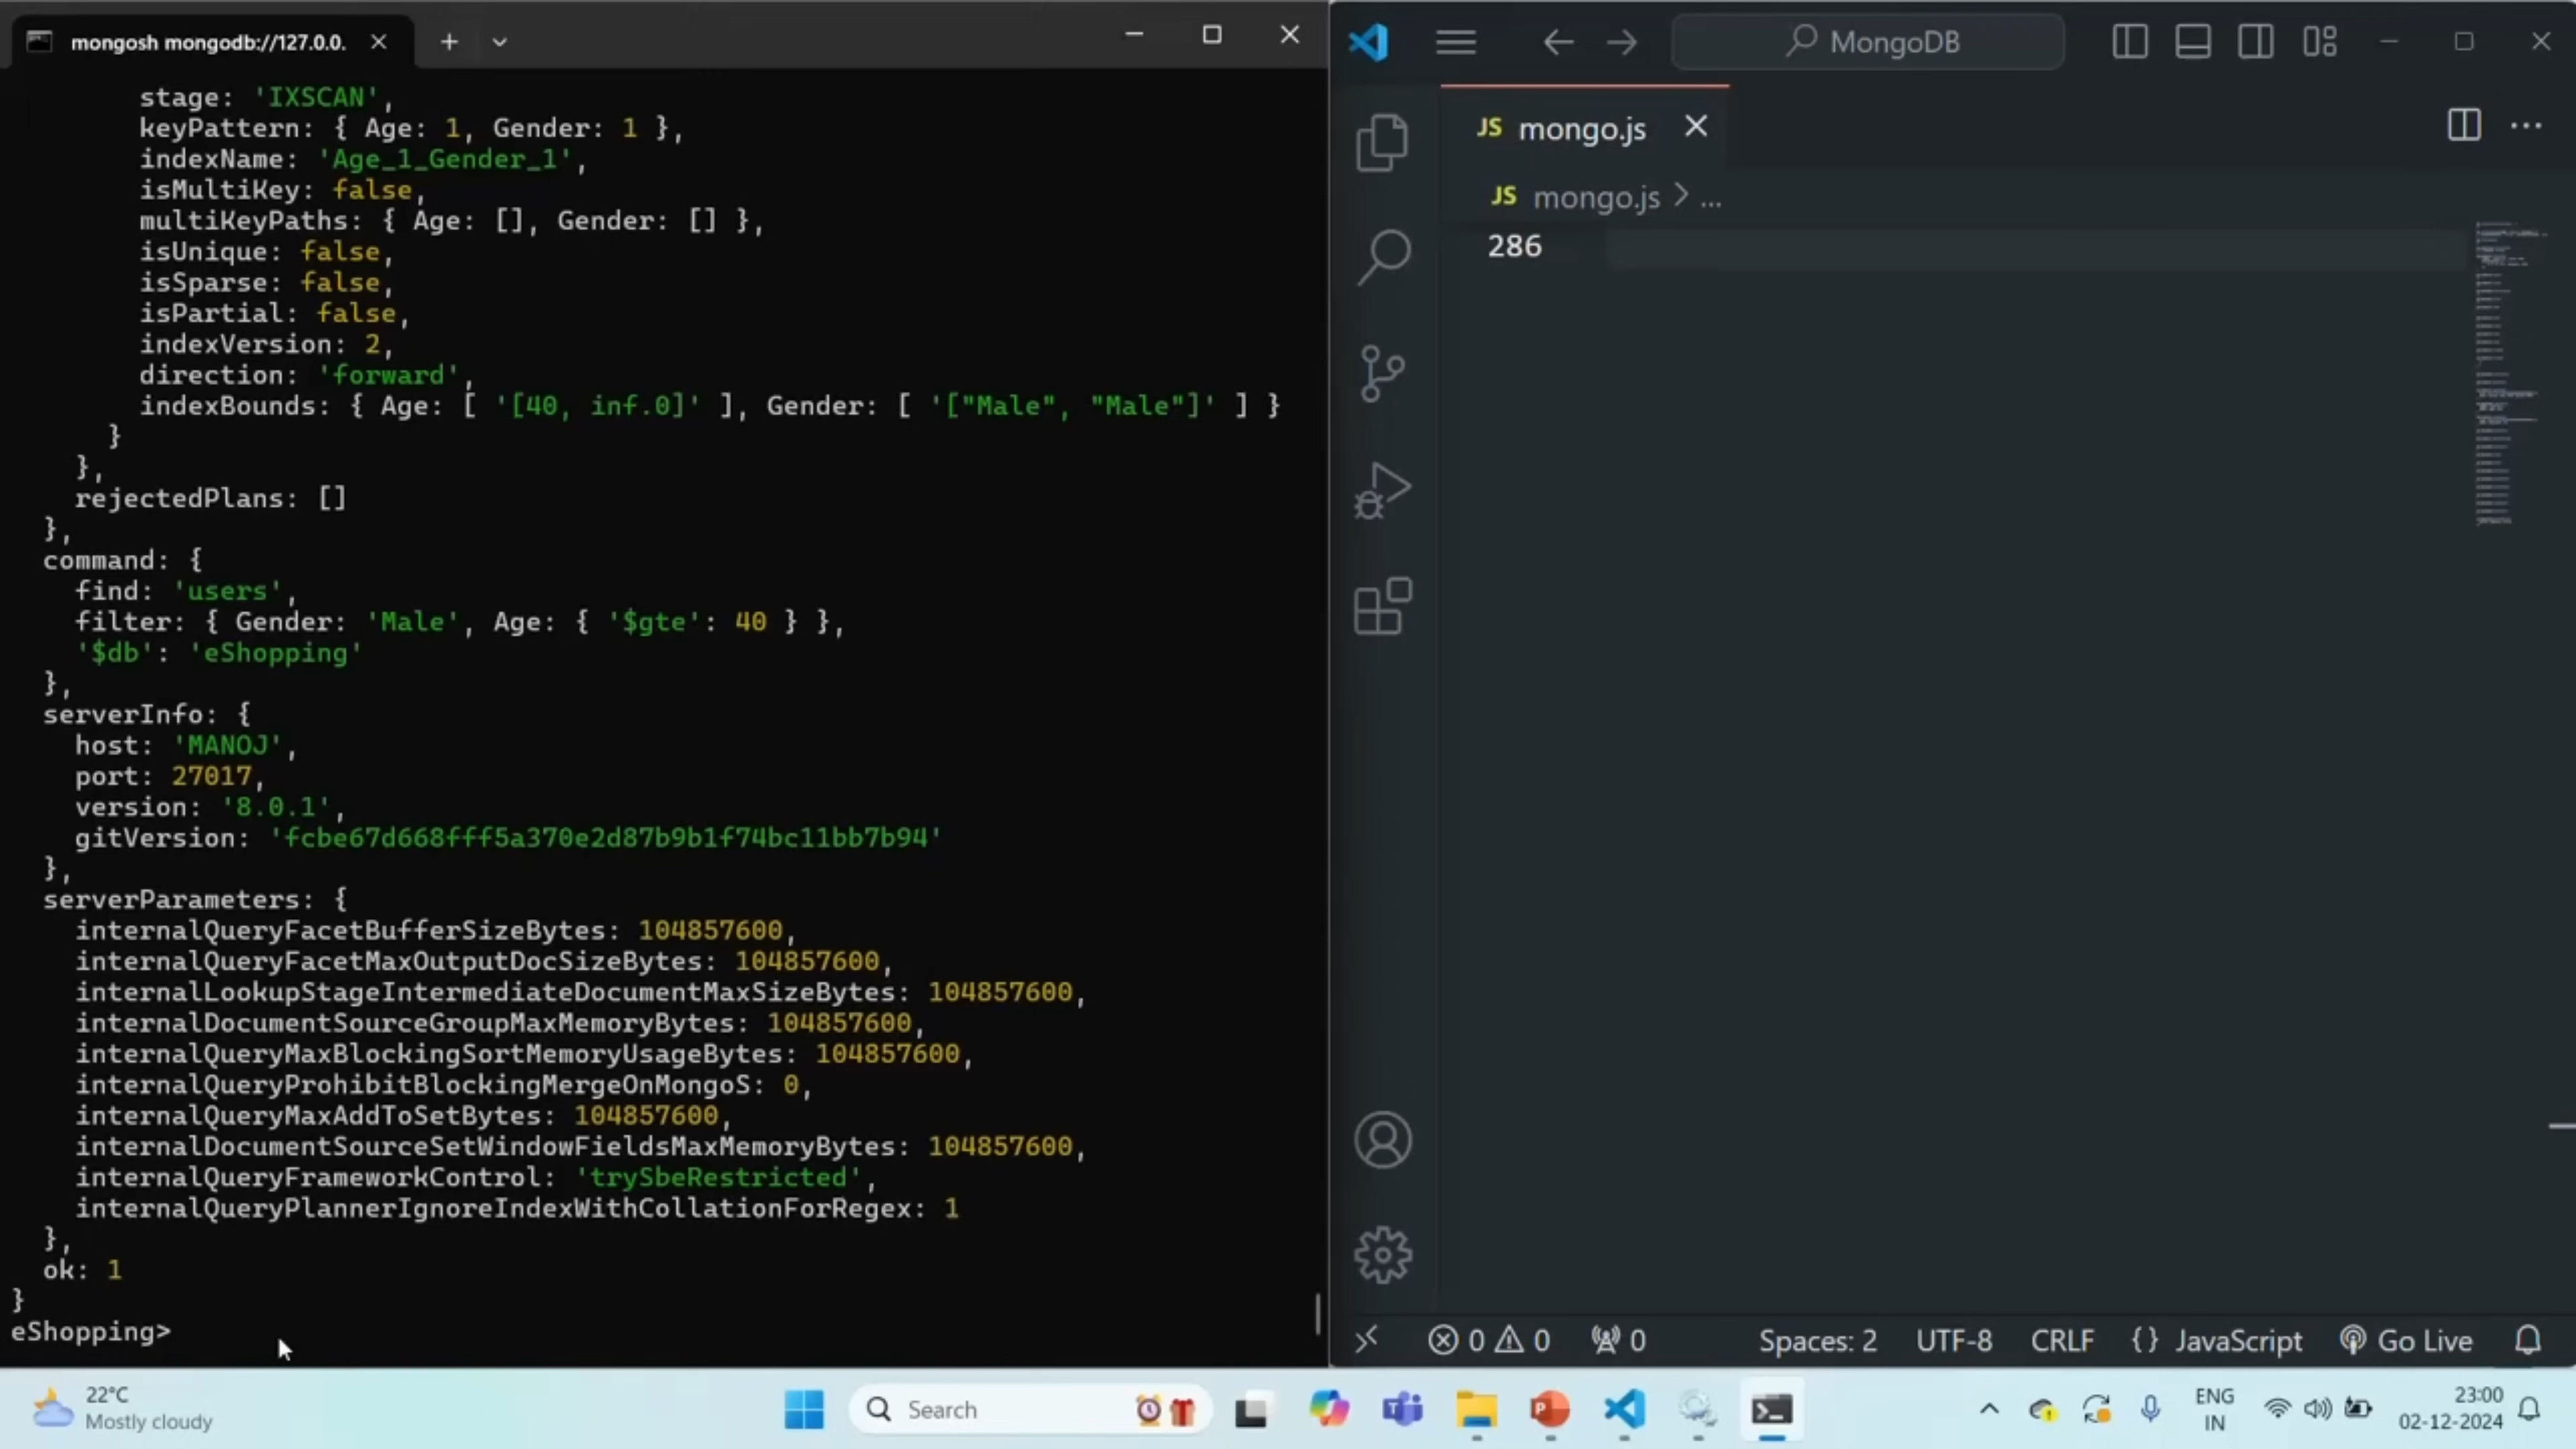 mongosh mongodb://127.0.0.
stage: 'IXSCAN',
keyPattern: { Age: 1, Gender: 1 },
indexName: 'Age_1_Gender_1',
isMultiKey: false,
multiKeyPaths: { Age: [], Gender: [] },
isUnique: false,
isSparse: false,
isPartial: false,
indexVersion: 2,
direction: 'forward',
indexBounds: { Age: [ '[40, inf.0]' ], Gender: [ '["Male", "Male"]' ] }
}
},
rejectedPlans: []
},
command: {
find: 'users',
filter: { Gender: 'Male', Age: { '$gte': 40 } },
'$db': 'eShopping'
},
serverInfo: {
host: 'MANOJ',
port: 27017,
version: '8.0.1',
gitVersion: 'fcbe67d668fff5a370e2d87b9b1f74bc11bb7b94'
},
serverParameters: {
internalQueryFacetBufferSizeBytes: 104857600,
internalQueryFacetMaxOutputDocSizeBytes: 104857600,
internalLookupStageIntermediateDocumentMaxSizeBytes: 104857600,
internalDocumentSourceGroupMaxMemoryBytes: 104857600,
internalQueryMaxBlockingSortMemoryUsageBytes: 104857600,
internalQueryProhibitBlockingMergeOnMongoS: 0,
internalQueryMaxAddToSetBytes: 104857600,
internalDocumentSourceSetWindowFieldsMaxMemoryBytes: 104857600,
internalQueryFrameworkControl: 'trySbeRestricted',
internalQueryPlannerIgnoreIndexWithCollationForRegex: 1
},
ok: 1
}
eShopping>
MongoDB
JS mongo.js
JS mongo.js > ...
286
0 0 0 Spaces: 2 UTF-8 CRLF {} JavaScript Go Live
22°C
Mostly cloudy
Search
ENG
IN
23:00
02-12-2024